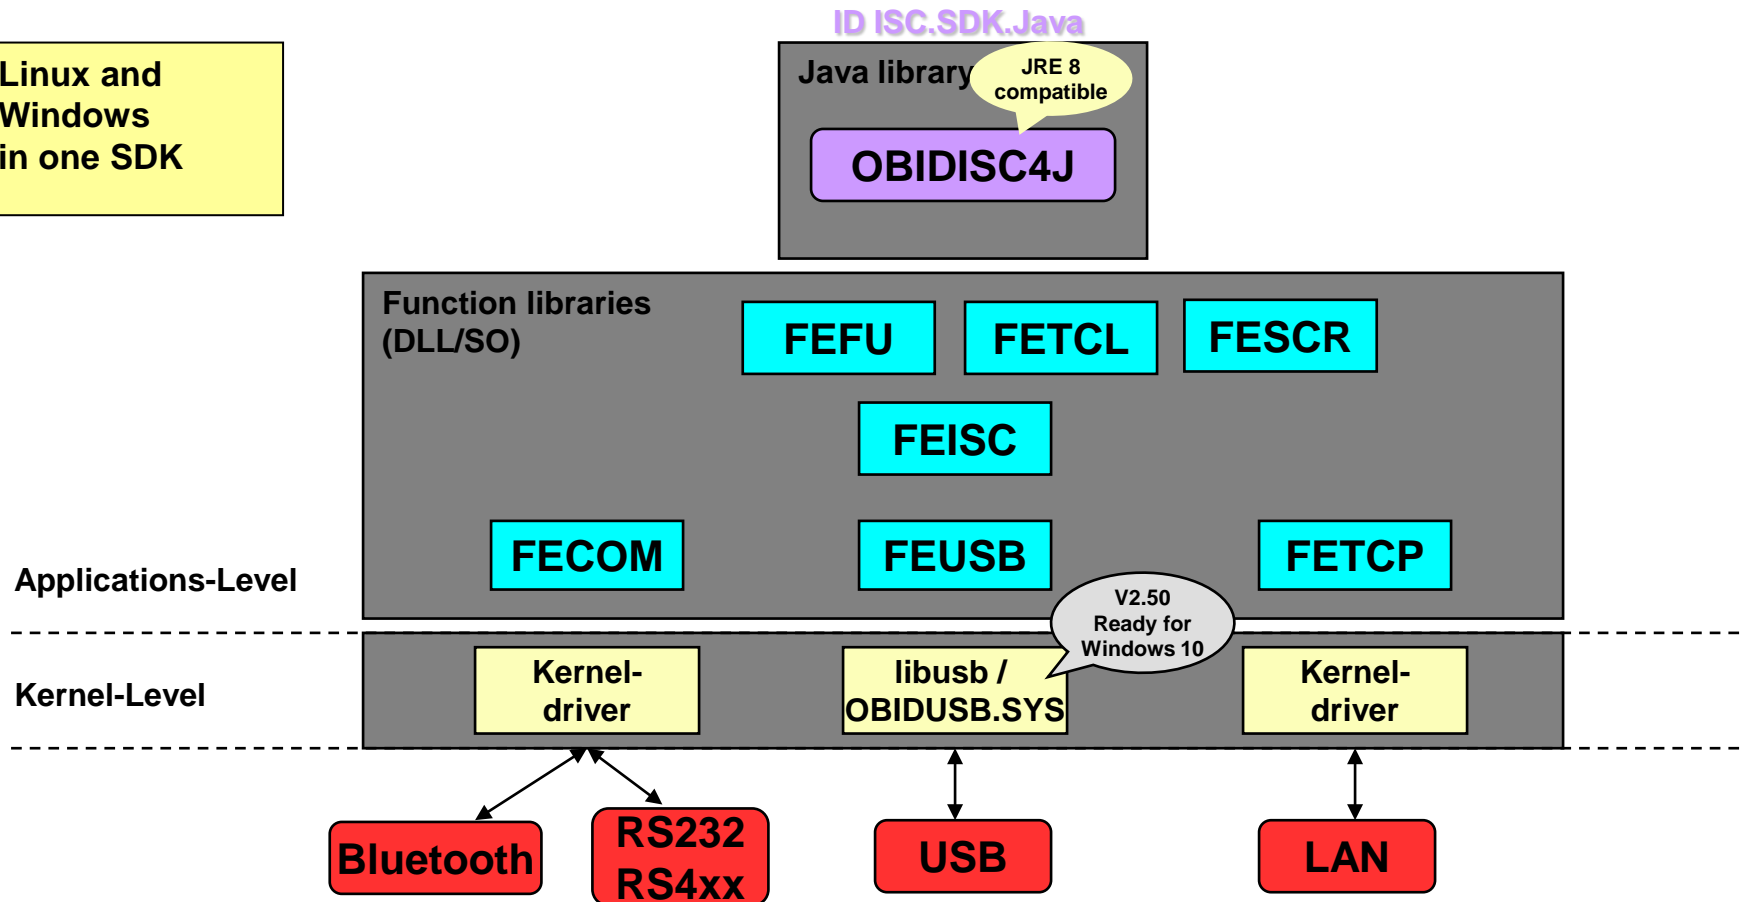 ID ISC.SDK.Java
Linux and
Windows
in one SDK
Java library
JRE 8
compatible
OBIDISC4J
Function libraries
(DLL/SO)
FEFU
FETCL
FESCR
FEISC
FECOM
FEUSB
FETCP
Applications-Level
V2.50
Ready for
Windows 10
Kernel-Level
Kernel-
driver
libusb /
OBIDUSB.SYS
Kernel-
driver
Bluetooth
RS232
RS4xx
USB
LAN